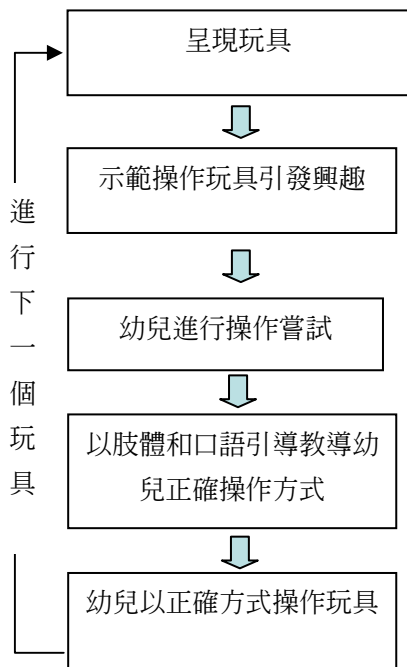 呈現玩具
示範操作玩具引發興趣
幼兒進行操作嘗試
以肢體和口語引導教導幼
兒正確操作方式
幼兒以正確方式操作玩具
進行下一個玩具